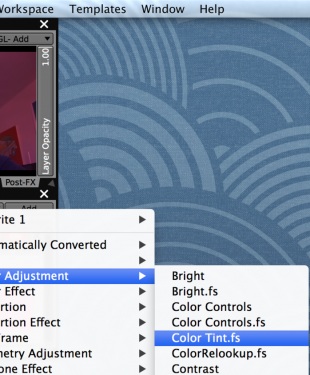 Workspace Templates Window Help
GL- Add
1.00
Layer Opacity
Post-FX
Add
rite 1
matically Converted
r Adjustment
Bright
r Effect
Bright.fs
rtion
Color Controls
rtion Effect
Color Controls.fs
Frame
Color Tint.fs
metry Adjustment
ColorRelookup.fs
one Effect
Contrast